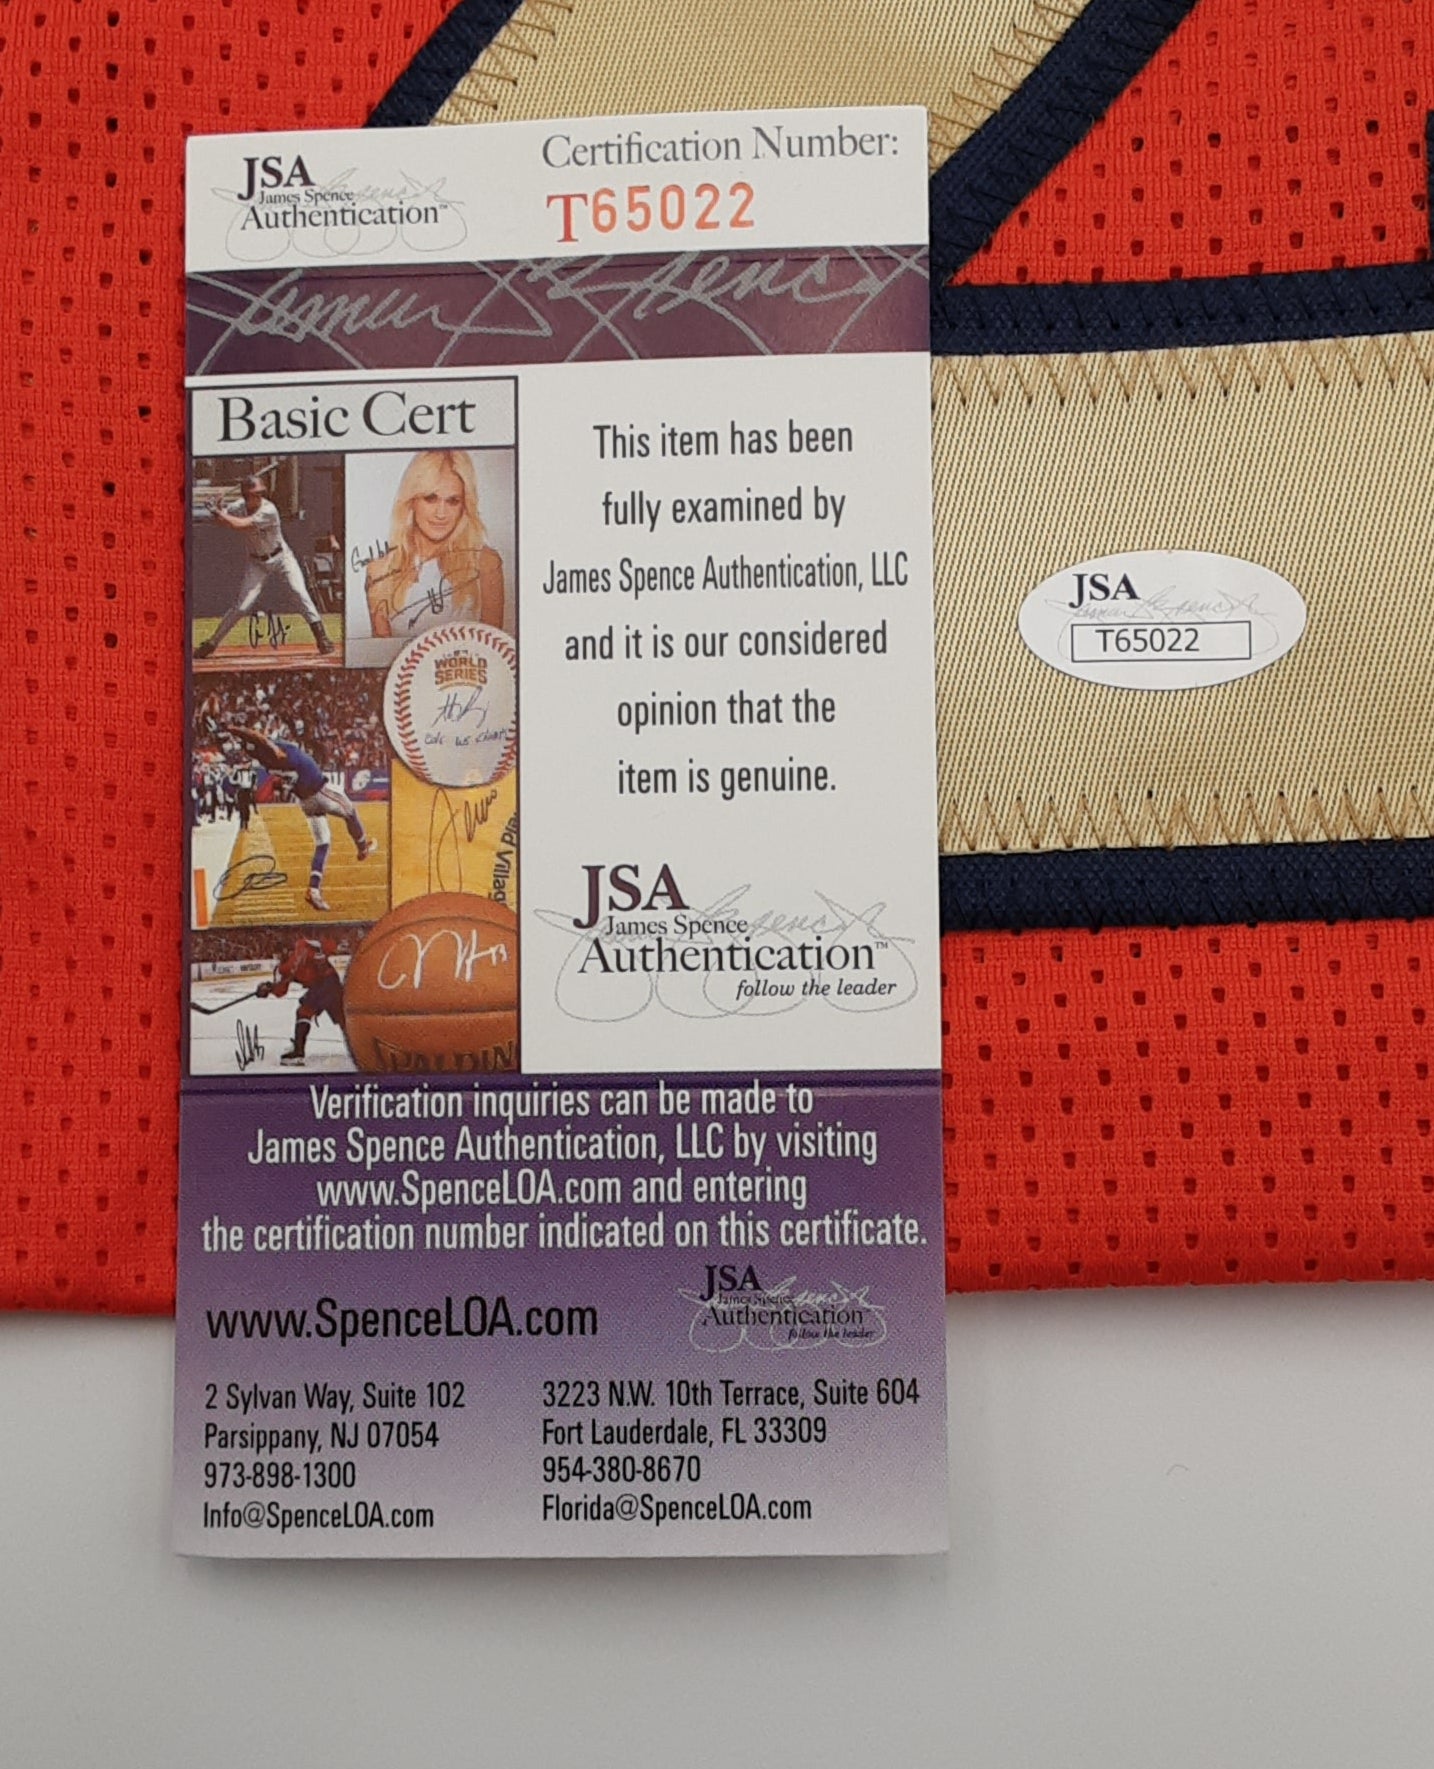 JSA
James Spence
Authentication™
Certification Number:
T65022
Basic Cert
This item has been
fully examined by
James Spence Authentication, LLC
and it is our considered
opinion that the
item is genuine.
WORLD
SERIES
JSA
James Spence
Authentication™
follow the leader
SPALDIN
JSA
T65022
Verification inquiries can be made to
James Spence Authentication, LLC by visiting
www.SpenceLOA.com and entering
the certification number indicated on this certificate.
www.SpenceLOA.com
JSA
James Spence
Authentication
follow the leader
2 Sylvan Way, Suite 102
Parsippany, NJ 07054
973-898-1300
Info@SpenceLOA.com
3223 N.W. 10th Terrace, Suite 604
Fort Lauderdale, FL 33309
954-380-8670
Florida@SpenceLOA.com